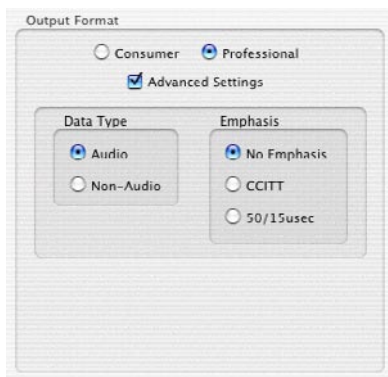 Output Format
Consumer Professional
Advanced Settings
Data Type Emphasis
Audio No Emphasis
Non-Audio CCITT
50/15usec